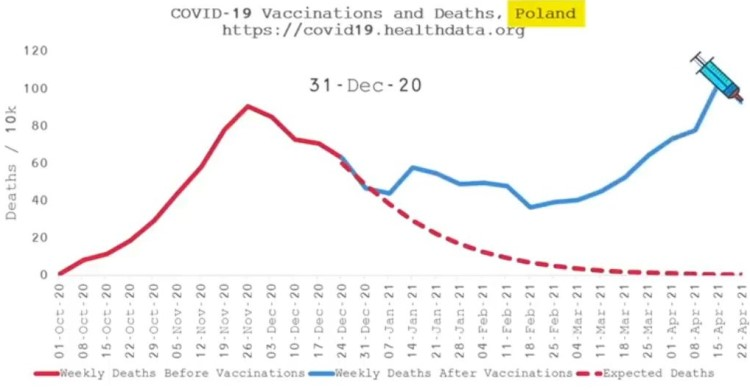 COVID-19 Vaccinations and Deaths, Poland
https://covid19.healthdata.org
31-Dec-20
Deaths / 10k
120
100
80
60
40
20
0
01-Oct-20
08-Oct-20
15-Oct-20
22-Oct-20
29-Oct-20
05-Nov-20
12-Nov-20
19-Nov-20
26-Nov-20
03-Dec-20
10-Dec-20
17-Dec-20
24-Dec-20
31-Dec-20
07-Jan-21
14-Jan-21
21-Jan-21
28-Jan-21
04-Feb-21
11-Feb-21
18-Feb-21
25-Feb-21
04-Mar-21
11-Mar-21
18-Mar-21
25-Mar-21
01-Apr-21
08-Apr-21
15-Apr-21
22-Apr-21
Weekly Deaths Before Vaccinations
Weekly Deaths After Vaccinations
Expected Deaths